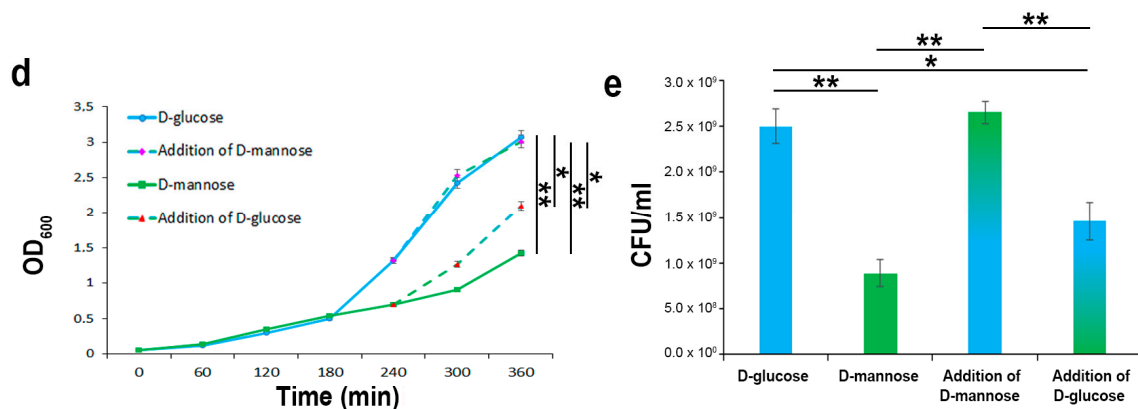 d
3.5
3
2.5
2
1.5
1
0.5
0
OD600
D-glucose
Addition of D-mannose
D-mannose
Addition of D-glucose
**
*
**
*
0 60 120 180 240 300 360
Time (min)
e
**
**
*
**
3.0 x 10⁹
2.5 x 10⁹
1.5 x 10⁹
1.0 x 10⁹
5.0 x 10⁸
0.0 x 10⁰
CFU/ml
D-glucose D-mannose Addition of Addition of
D-mannose D-glucose